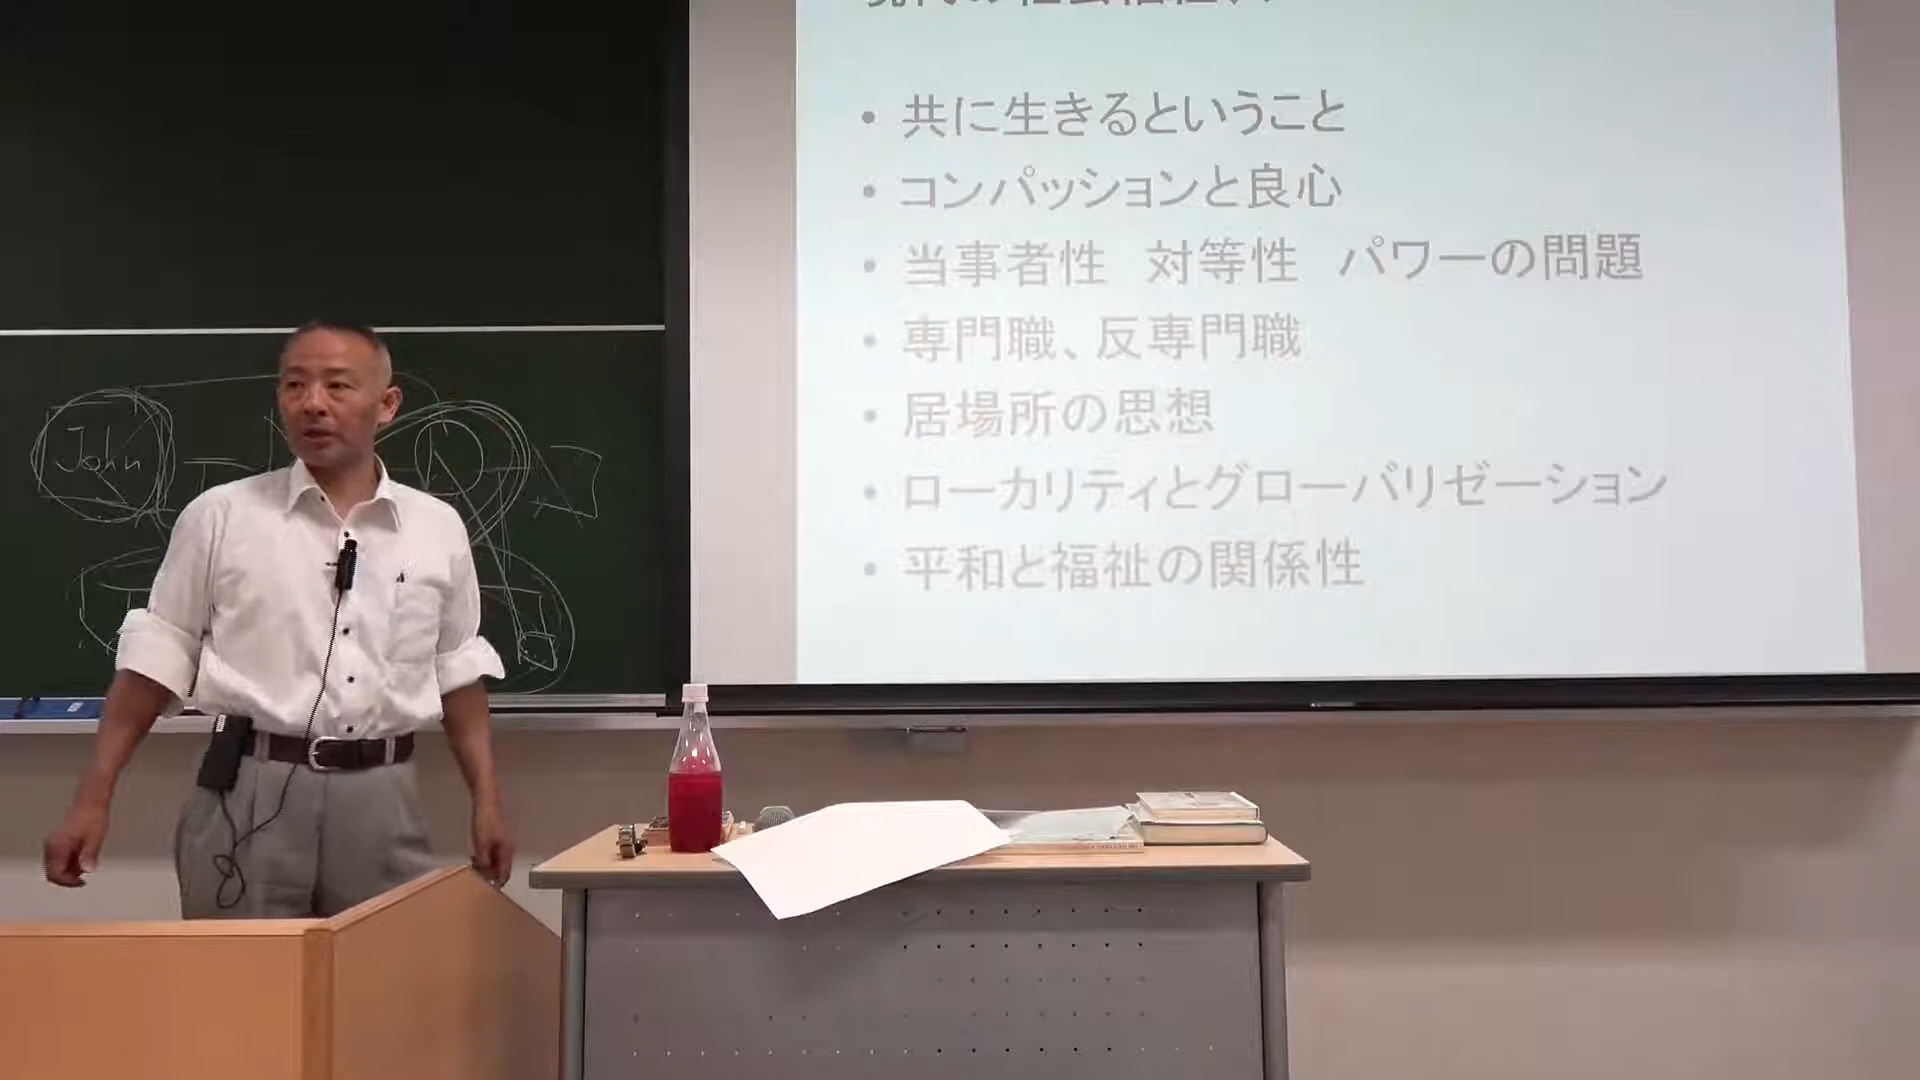 共に生きるということ
コンパッションと良心
当事者性　対等性　パワーの問題
専門職、反専門職
居場所の思想
ローカリティとグローバリゼーション
平和と福祉の関係性
John